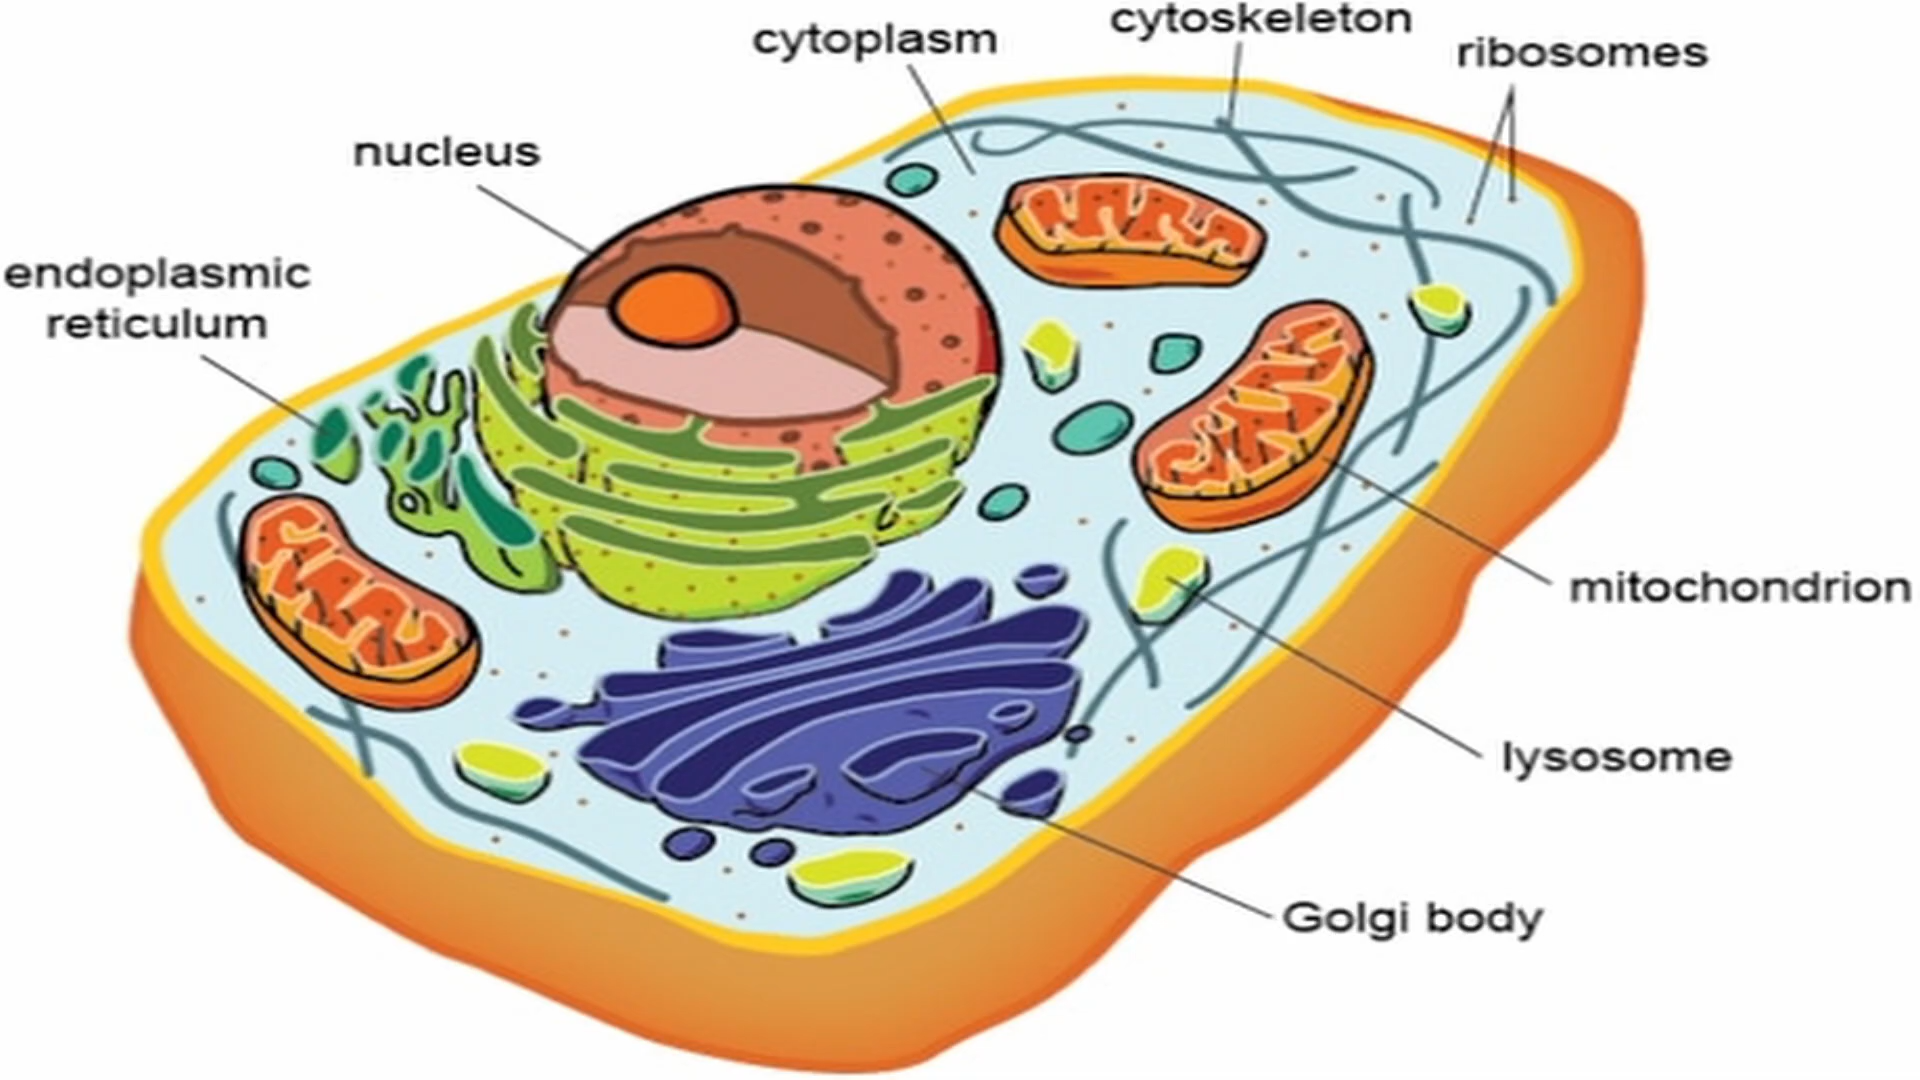 cytoskeleton
cytoplasm
ribosomes
nucleus
endoplasmic
reticulum
mitochondrion
lysosome
Golgi body